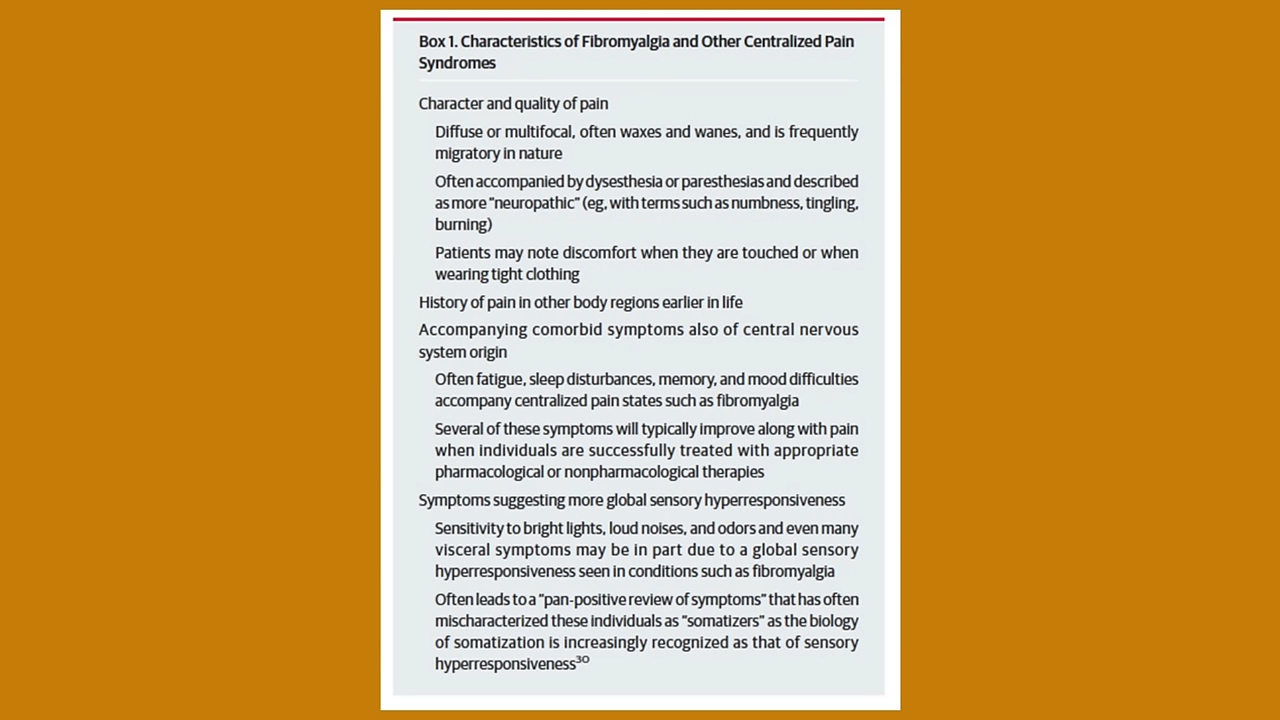 Box 1. Characteristics of Fibromyalgia and Other Centralized Pain
Syndromes
Character and quality of pain
Diffuse or multifocal, often waxes and wanes, and is frequently
migratory in nature
Often accompanied by dysesthesia or paresthesias and described
as more "neuropathic" (eg, with terms such as numbness, tingling,
burning)
Patients may note discomfort when they are touched or when
wearing tight clothing
History of pain in other body regions earlier in life
Accompanying comorbid symptoms also of central nervous
system origin
Often fatigue, sleep disturbances, memory, and mood difficulties
accompany centralized pain states such as fibromyalgia
Several of these symptoms will typically improve along with pain
when individuals are successfully treated with appropriate
pharmacological or nonpharmacological therapies
Symptoms suggesting more global sensory hyperresponsiveness
Sensitivity to bright lights, loud noises, and odors and even many
visceral symptoms may be in part due to a global sensory
hyperresponsiveness seen in conditions such as fibromyalgia
Often leads to a "pan-positive review of symptoms" that has often
mischaracterized these individuals as "somatizers" as the biology
of somatization is increasingly recognized as that of sensory
hyperresponsiveness³⁰